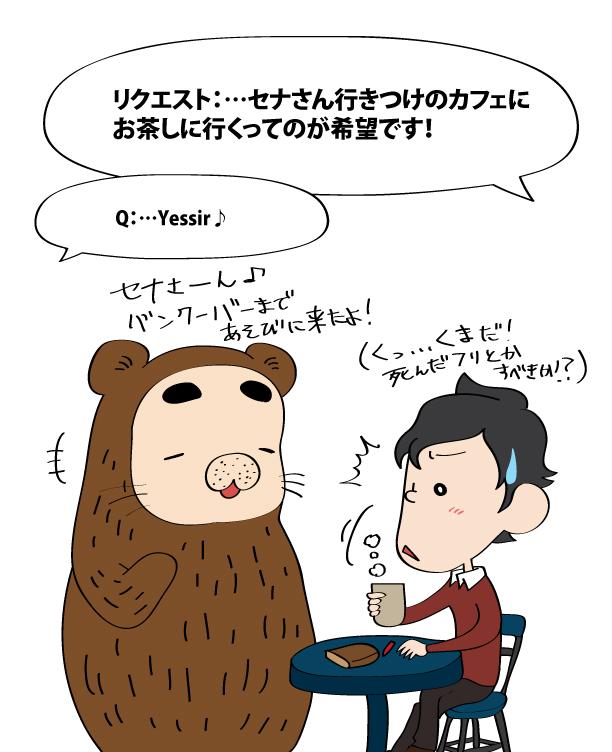 リクエスト:…セナさん行きつけのカフェに
お茶しに行くってのが希望です!
Q:…Yessir♪
セナさーん♪
バンクーバーまで
あそびに来たよ!
(くっ…くまだ!
死んだフリとか
すべきか!?)